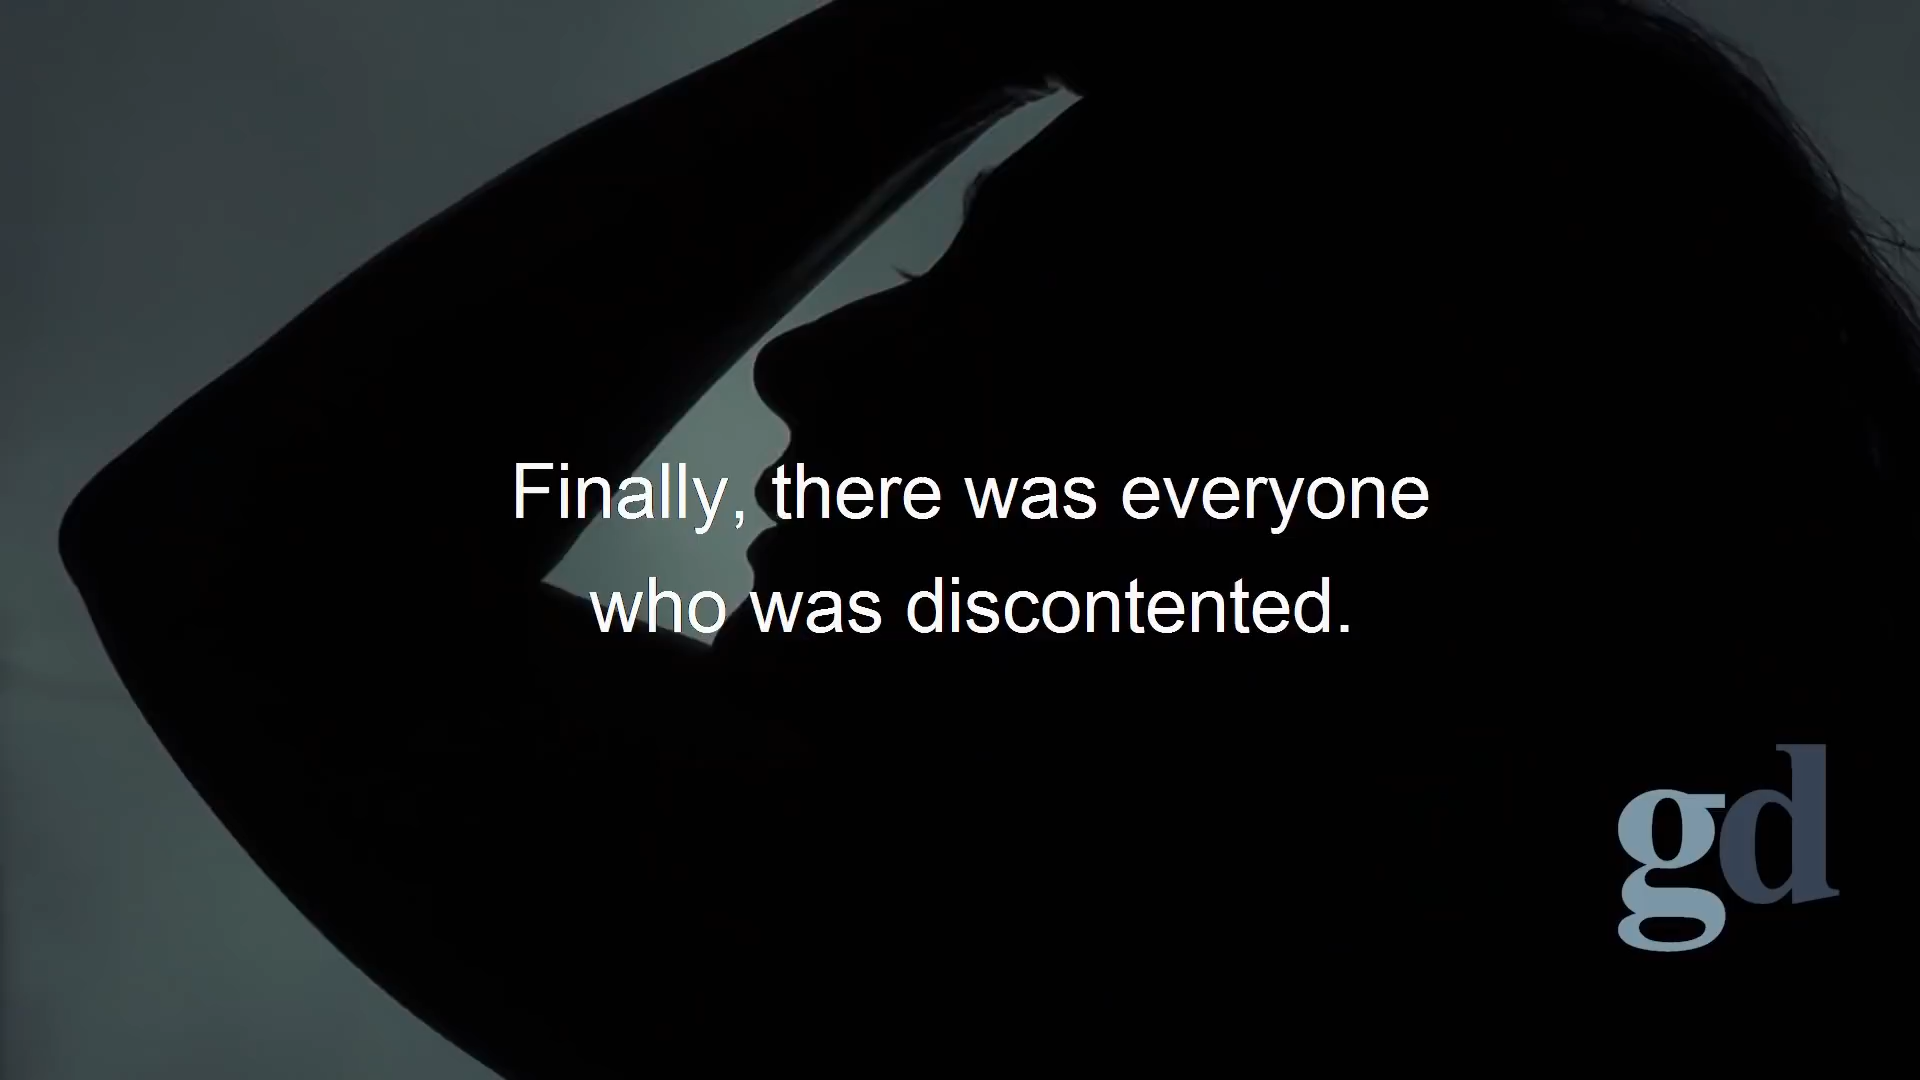 Finally, there was everyone
who was discontented.
gd